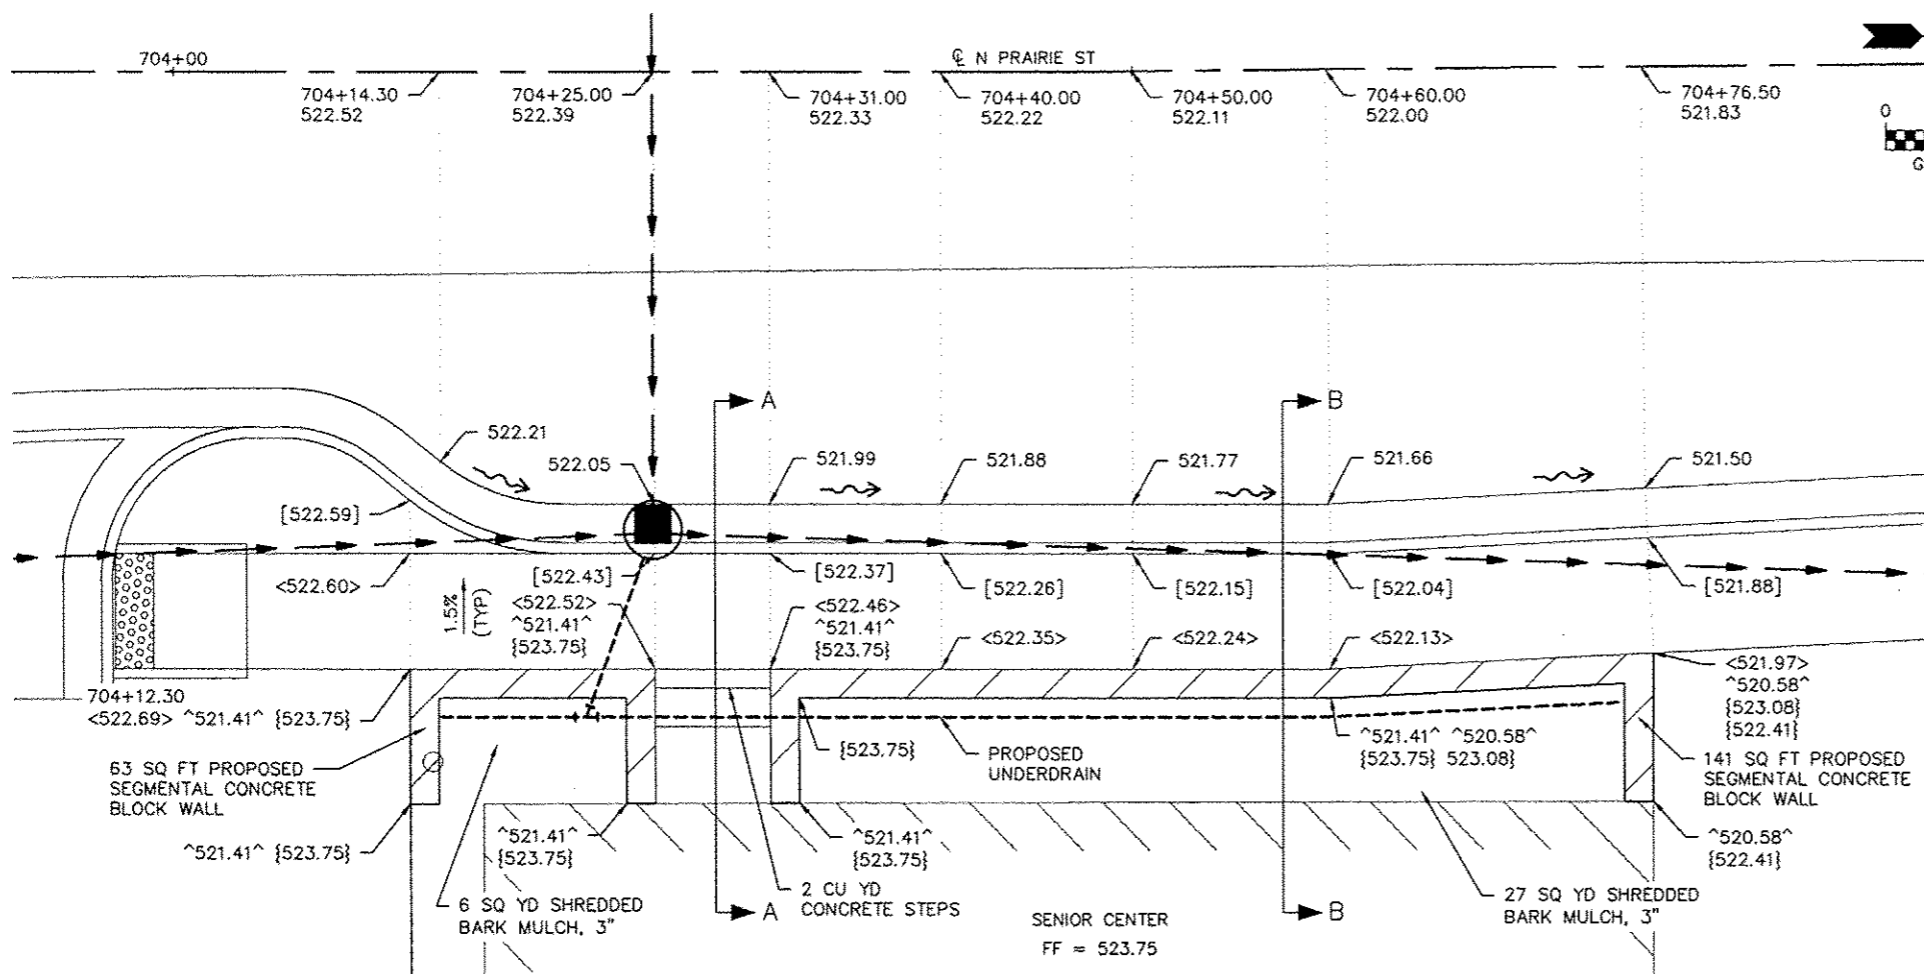 704+00
℄ N PRAIRIE ST
704+14.30
522.52
704+25.00
522.39
704+31.00
522.33
704+40.00
522.22
704+50.00
522.11
704+60.00
522.00
704+76.50
521.83
0
G
A
B
522.21
522.05
521.99
521.88
521.77
521.66
521.50
[522.59]
<522.60>
1.5%
(TYP)
[522.43]
<522.52>
^521.41^
{523.75}
[522.37]
<522.46>
^521.41^
{523.75}
[522.26]
<522.35>
[522.15]
<522.24>
[522.04]
<522.13>
[521.88]
<521.97>
^520.58^
{523.08}
{522.41}
704+12.30
<522.69> ^521.41^ {523.75}
63 SQ FT PROPOSED
SEGMENTAL CONCRETE
BLOCK WALL
{523.75}
PROPOSED
UNDERDRAIN
^521.41^ ^520.58^
{523.75} 523.08}
141 SQ FT PROPOSED
SEGMENTAL CONCRETE
BLOCK WALL
^521.41^ {523.75}
^521.41^
{523.75}
^521.41^
{523.75}
^520.58^
{522.41}
6 SQ YD SHREDDED
BARK MULCH, 3"
A
2 CU YD
CONCRETE STEPS
SENIOR CENTER
FF = 523.75
B
27 SQ YD SHREDDED
BARK MULCH, 3"